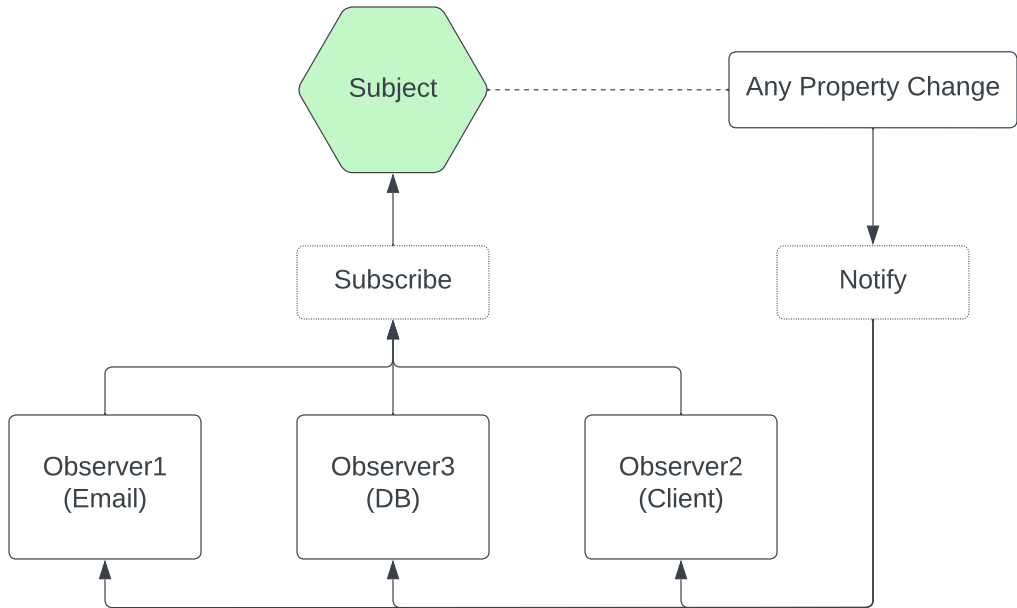 Subject
Any Property Change
Subscribe
Notify
Observer1
(Email)
Observer3
(DB)
Observer2
(Client)